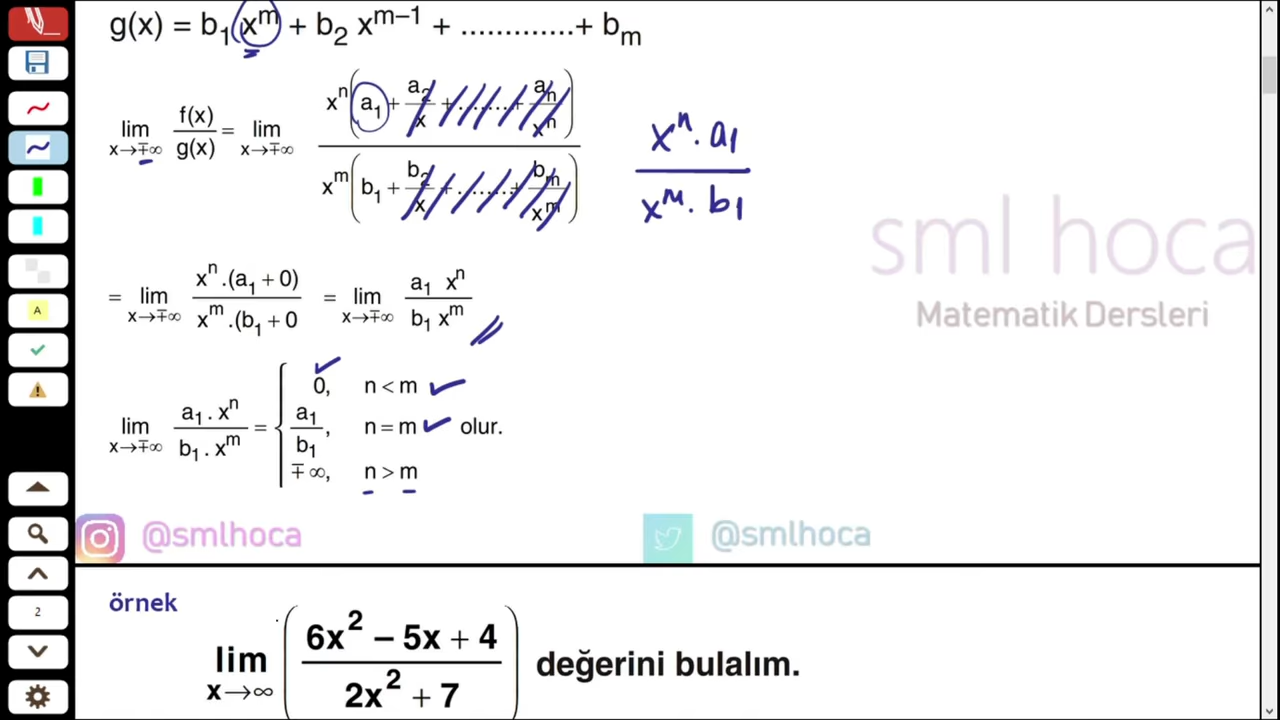 g(x) = b₁ xᵐ + b₂ xᵐ⁻¹ + .............+ bₘ
lim x→∓∞ f(x)/g(x) = lim x→∓∞ xⁿ(a₁ + a₂/x + ........ + aₙ/xⁿ) / xᵐ(b₁ + b₂/x + ........ + bₘ/xᵐ)
xⁿ . a₁ / xᵐ . b₁
sml hoca
Matematik Dersleri
= lim x→∓∞ xⁿ .(a₁ + 0) / xᵐ .(b₁ + 0 = lim x→∓∞ a₁ xⁿ / b₁ xᵐ
lim x→∓∞ a₁ . xⁿ / b₁ . xᵐ = { 0, n < m
a₁/b₁, n = m olur.
∓∞, n > m
@smlhoca @smlhoca
A
2
örnek
lim x→∞ (6x² – 5x + 4 / 2x² + 7) değerini bulalım.